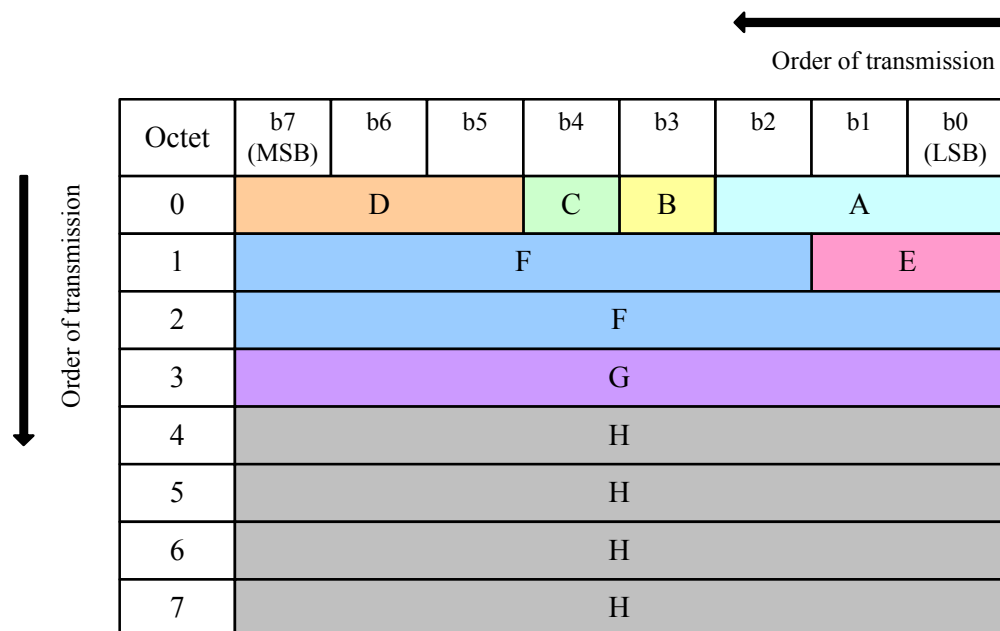 Order of transmission
Octet b7 (MSB) b6 b5 b4 b3 b2 b1 b0 (LSB)
0 D C B A
1 F E
2 F
3 G
4 H
5 H
6 H
7 H
Order of transmission